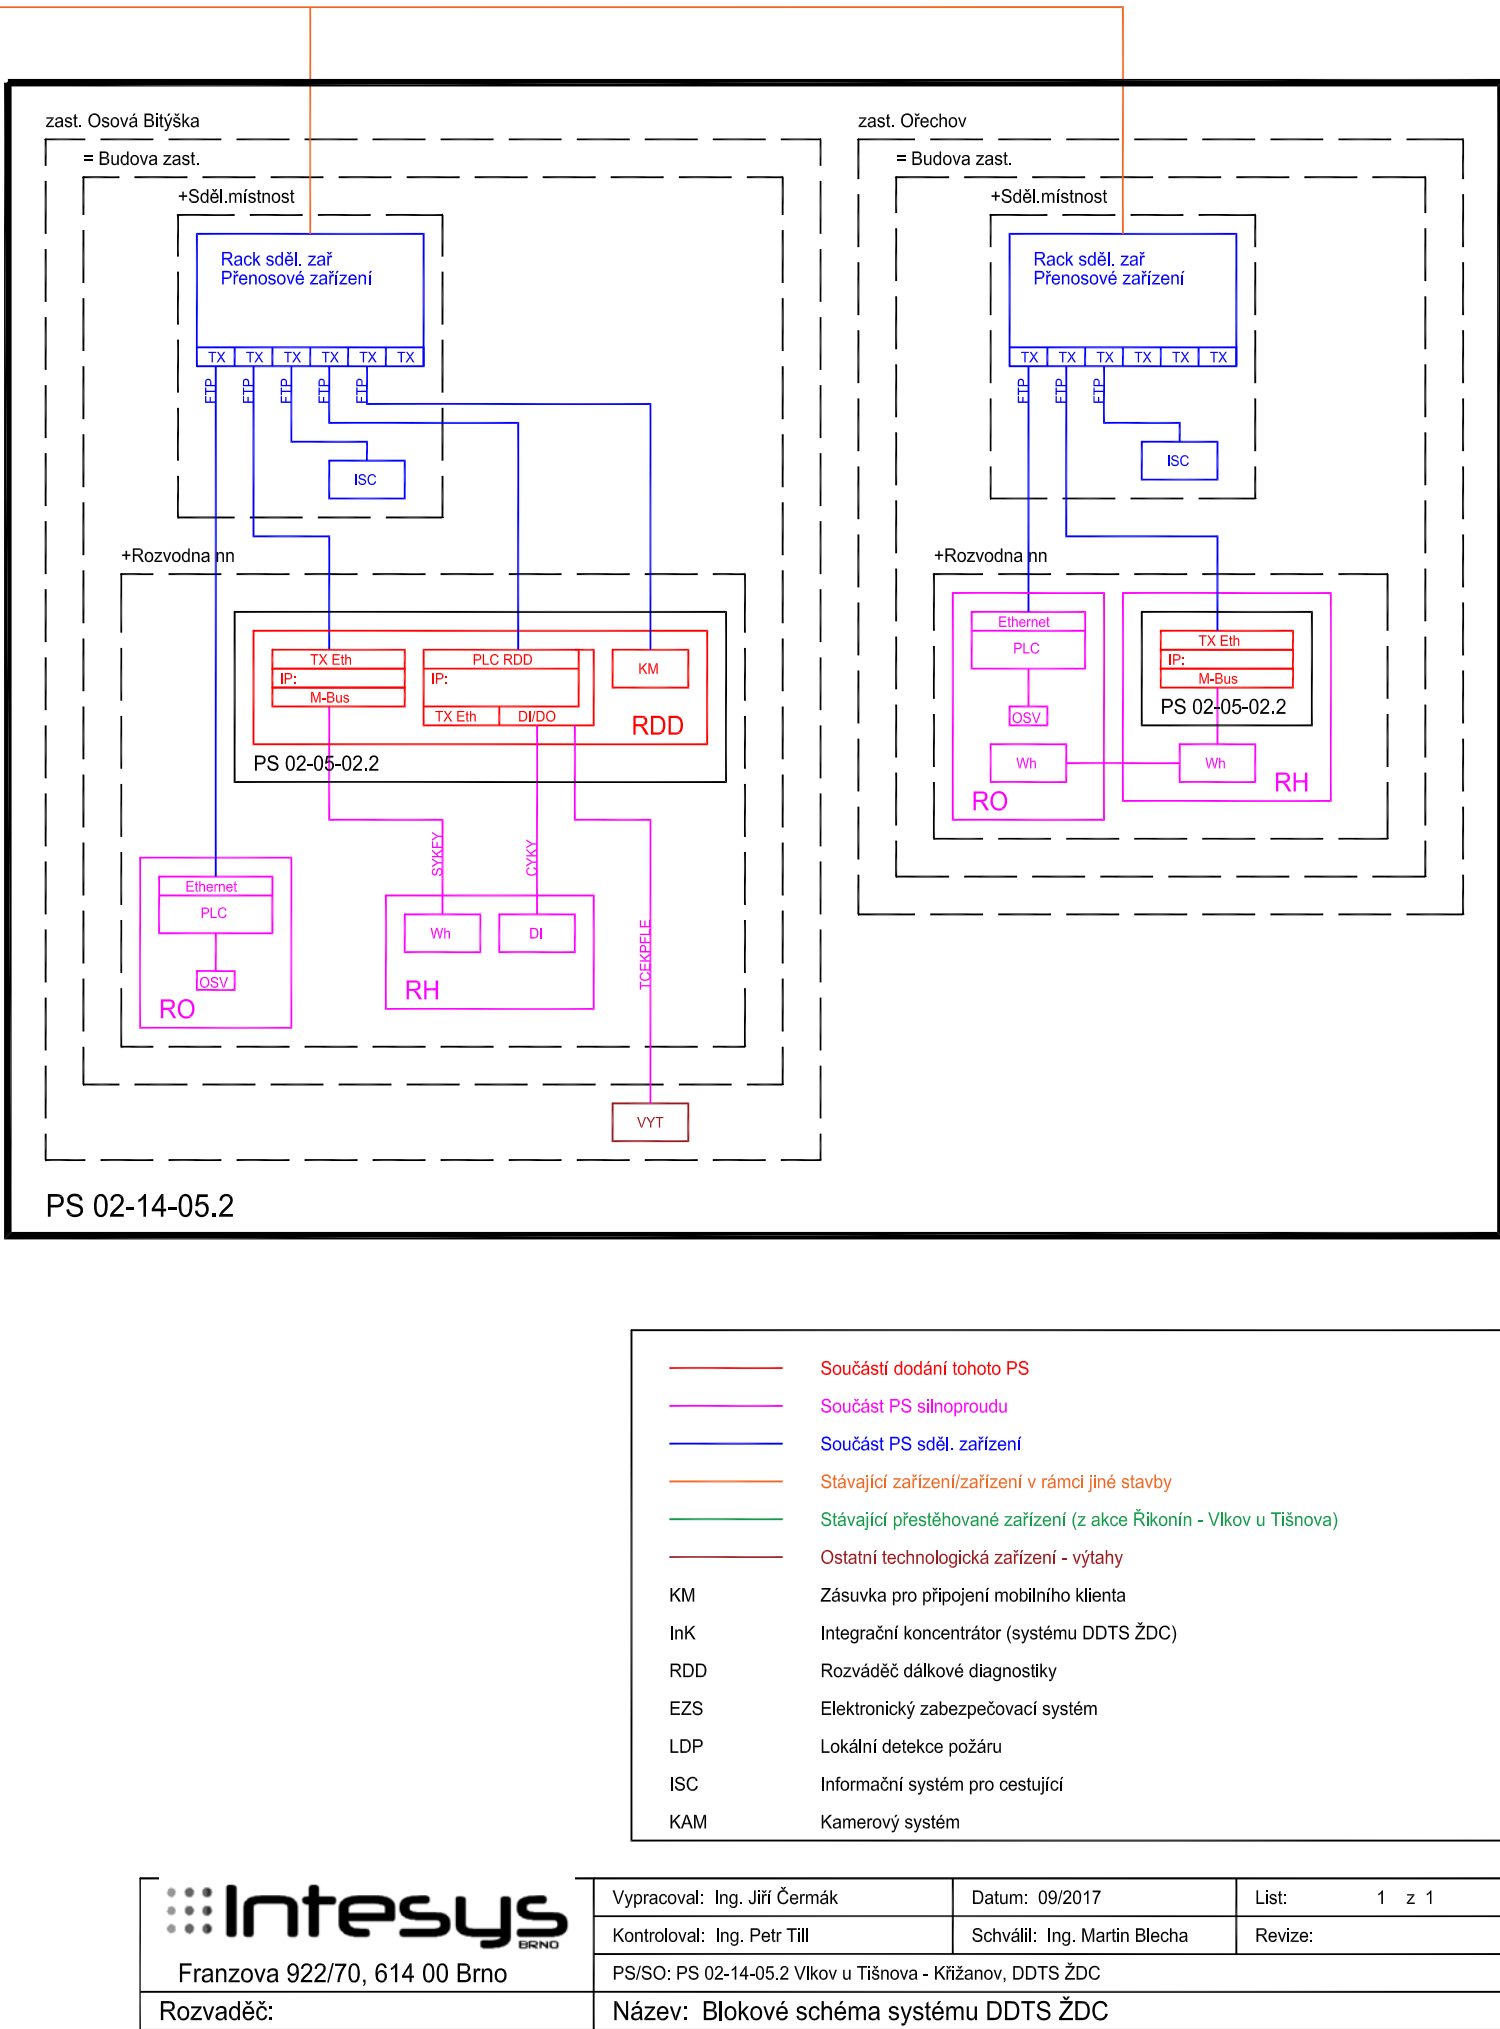 zast. Osová Bitýška
= Budova zast.
+Sděl.místnost
Rack sděl. zař
Přenosové zařízení
TX TX TX TX TX TX
FTP FTP FTP FTP FTP
ISC
+Rozvodna nn
TX Eth
IP:
M-Bus
PLC RDD
IP:
TX Eth DI/DO
KM
RDD
PS 02-05-02.2
SYKFY
CYKY
TCEKPFLE
Ethernet
PLC
OSV
RO
Wh
DI
RH
VYT
zast. Ořechov
= Budova zast.
+Sděl.místnost
Rack sděl. zař
Přenosové zařízení
TX TX TX TX TX TX
FTP FTP FTP
ISC
+Rozvodna nn
Ethernet
PLC
OSV
Wh
RO
TX Eth
IP:
M-Bus
PS 02-05-02.2
Wh
RH
PS 02-14-05.2
Součástí dodání tohoto PS
Součást PS silnoproudu
Součást PS sděl. zařízení
Stávající zařízení/zařízení v rámci jiné stavby
Stávající přestěhované zařízení (z akce Řikonín - Vlkov u Tišnova)
Ostatní technologická zařízení - výtahy
KM Zásuvka pro připojení mobilního klienta
InK Integrační koncentrátor (systému DDTS ŽDC)
RDD Rozváděč dálkové diagnostiky
EZS Elektronický zabezpečovací systém
LDP Lokální detekce požáru
ISC Informační systém pro cestující
KAM Kamerový systém
Intesys
BRNO
Franzova 922/70, 614 00 Brno
Rozvaděč:
Vypracoval: Ing. Jiří Čermák Datum: 09/2017 List: 1 z 1
Kontroloval: Ing. Petr Till Schválil: Ing. Martin Blecha Revize:
PS/SO: PS 02-14-05.2 Vlkov u Tišnova - Křižanov, DDTS ŽDC
Název: Blokové schéma systému DDTS ŽDC